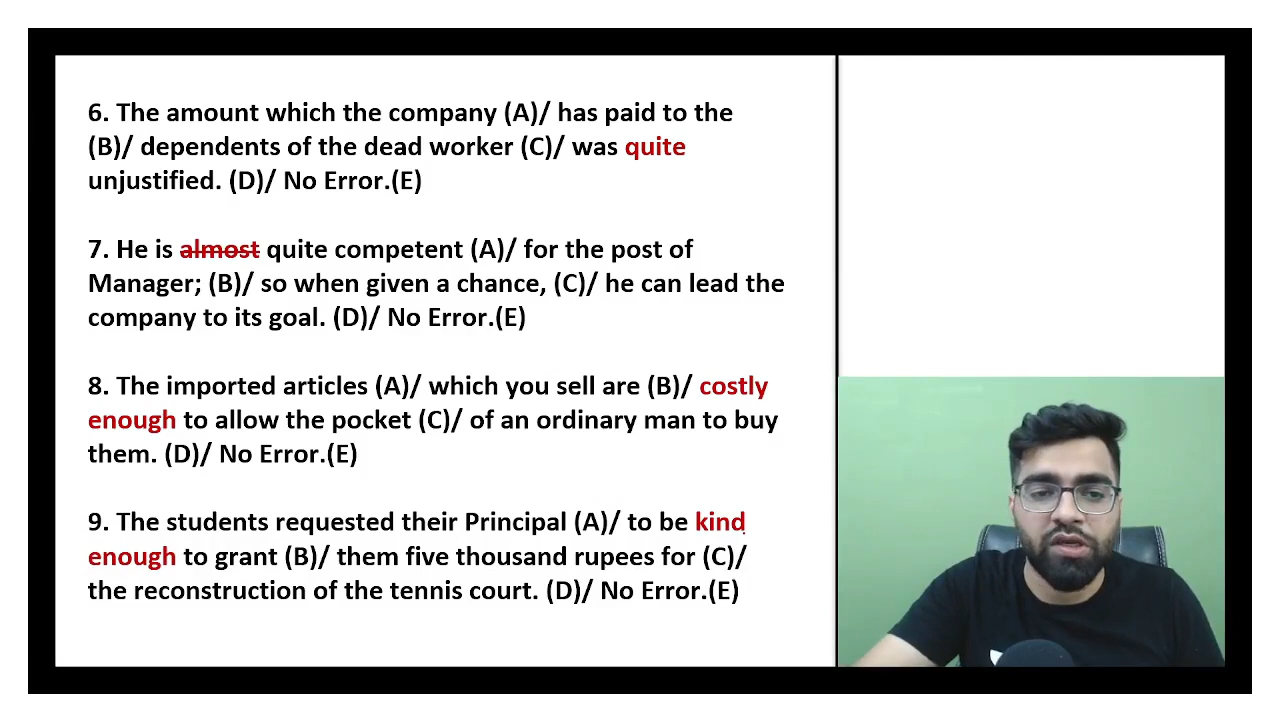 6. The amount which the company (A)/ has paid to the
(B)/ dependents of the dead worker (C)/ was quite
unjustified. (D)/ No Error.(E)
7. He is almost quite competent (A)/ for the post of
Manager; (B)/ so when given a chance, (C)/ he can lead the
company to its goal. (D)/ No Error.(E)
8. The imported articles (A)/ which you sell are (B)/ costly
enough to allow the pocket (C)/ of an ordinary man to buy
them. (D)/ No Error.(E)
9. The students requested their Principal (A)/ to be kind
enough to grant (B)/ them five thousand rupees for (C)/
the reconstruction of the tennis court. (D)/ No Error.(E)